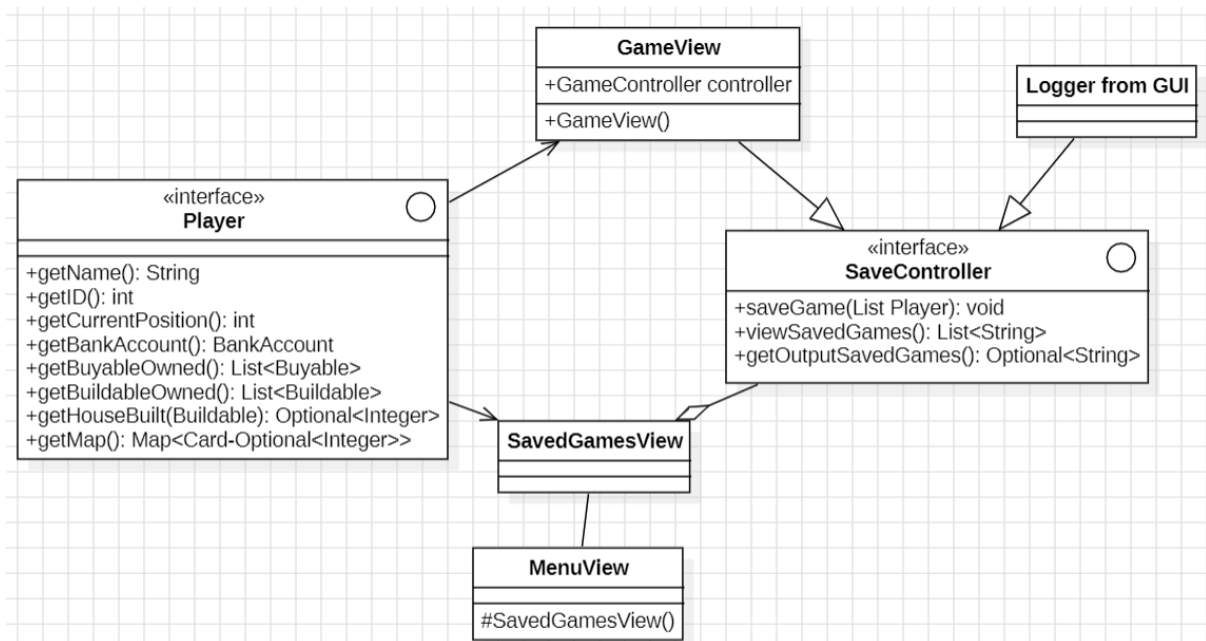 GameView
+GameController controller
+GameView()
Logger from GUI
«interface»
Player
+getName(): String
+getID(): int
+getCurrentPosition(): int
+getBankAccount(): BankAccount
+getBuyableOwned(): List<Buyable>
+getBuildableOwned(): List<Buildable>
+getHouseBuilt(Buildable): Optional<Integer>
+getMap(): Map<Card-Optional<Integer>>
«interface»
SaveController
+saveGame(List Player): void
+viewSavedGames(): List<String>
+getOutputSavedGames(): Optional<String>
SavedGamesView
MenuView
#SavedGamesView()